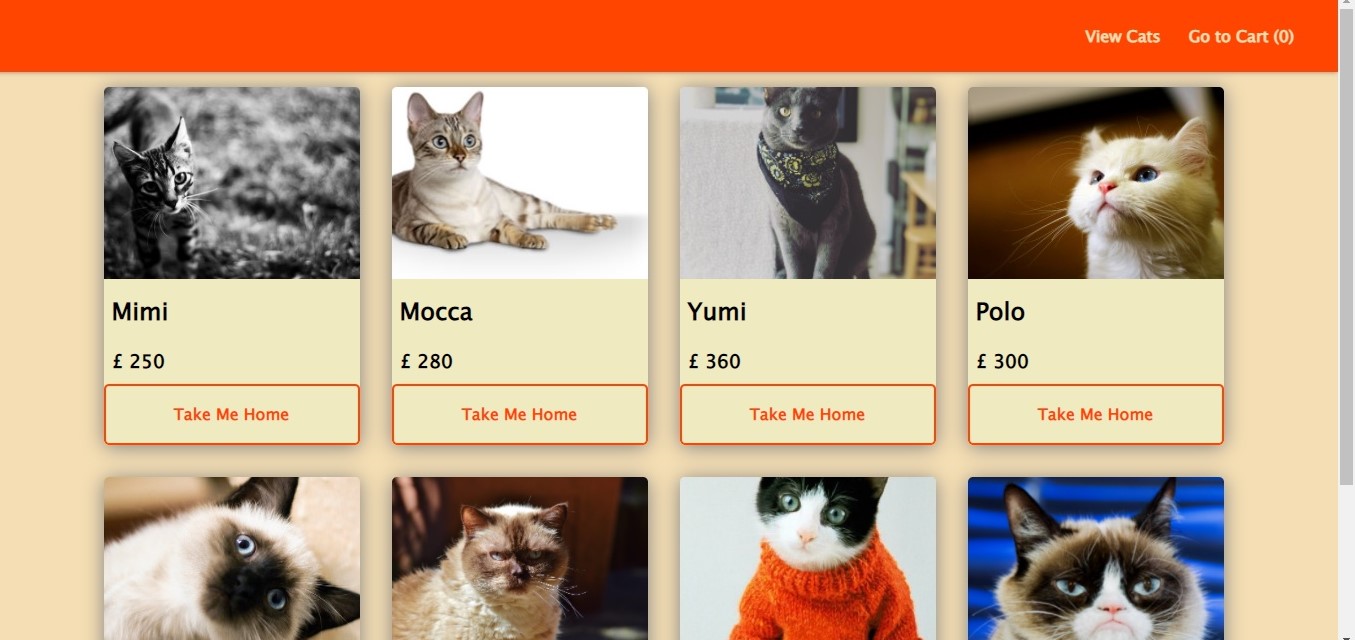 View Cats Go to Cart (0)
Mimi Mocca Yumi Polo
£ 250 £ 280 £ 360 £ 300
Take Me Home Take Me Home Take Me Home Take Me Home